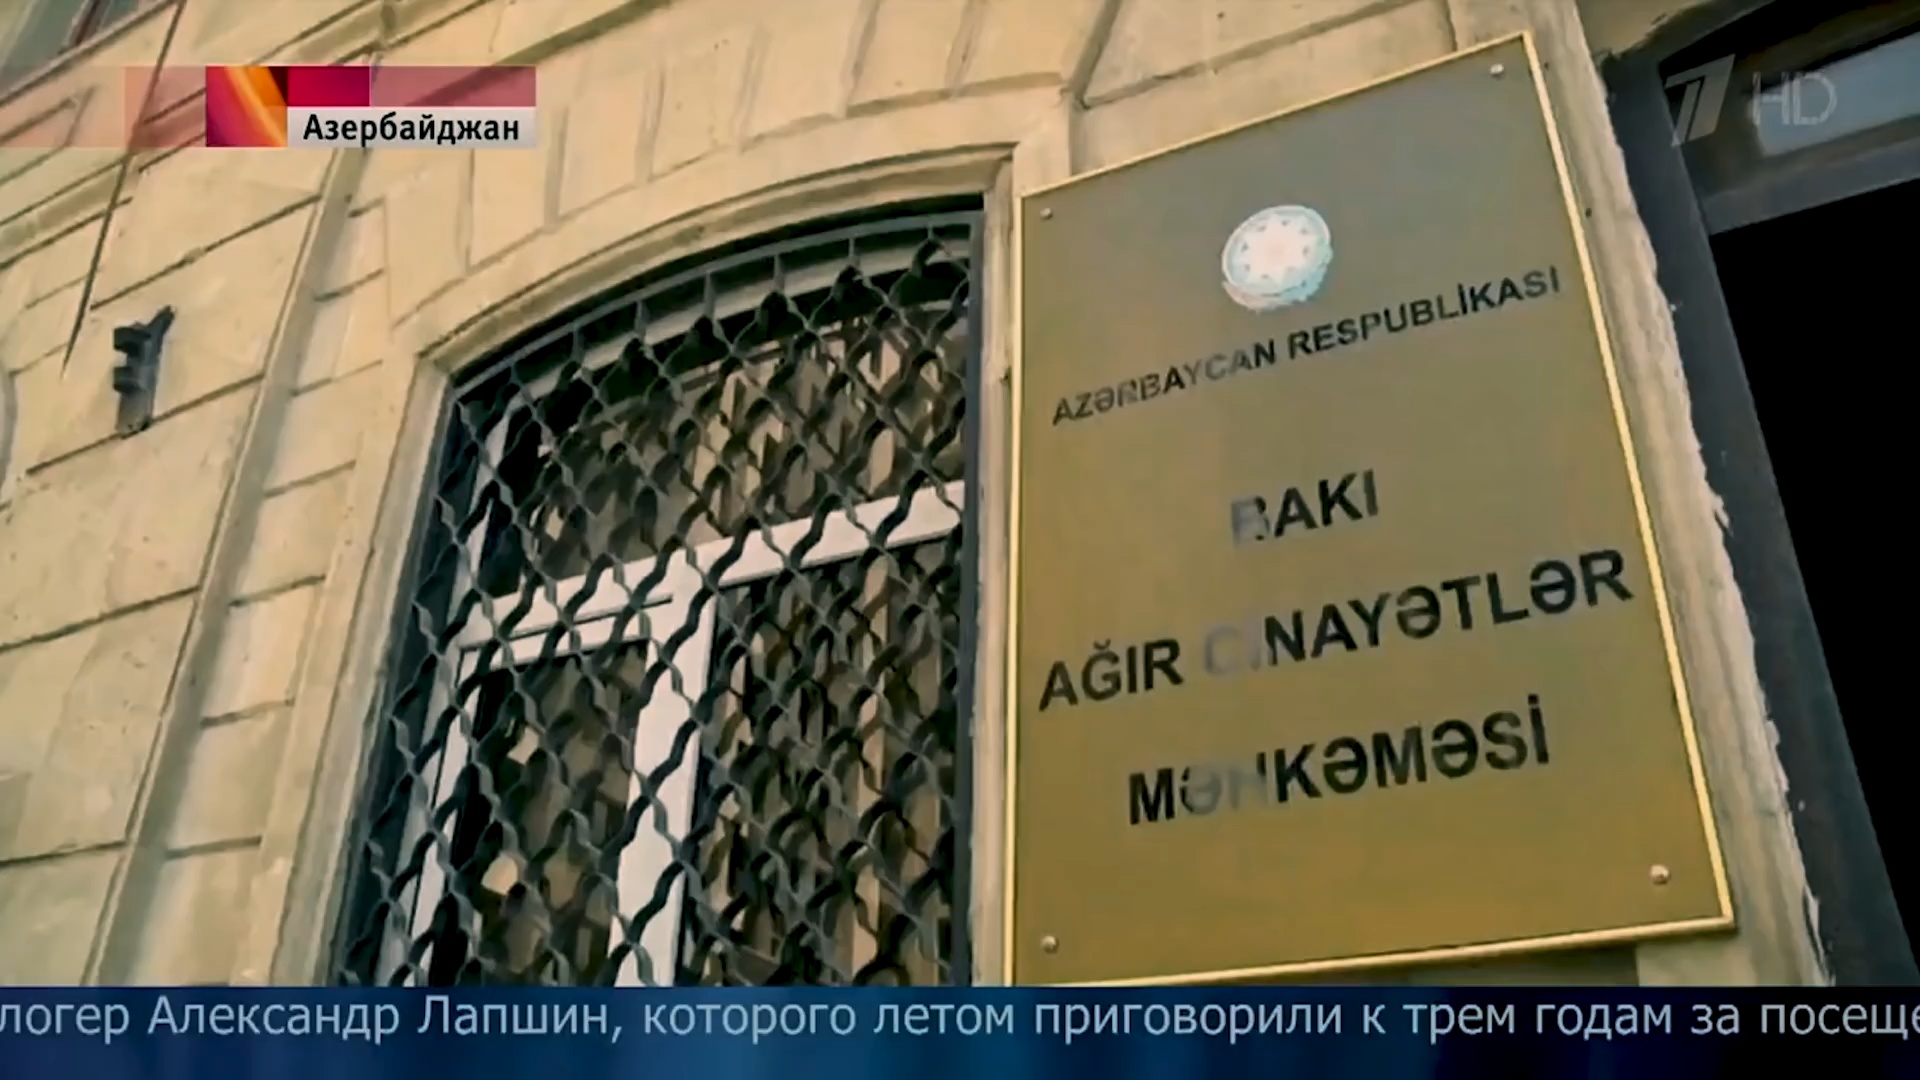 Азербайджан
HD
AZƏRBAYCAN RESPUBLİKASI
BAKI
AĞIR CİNAYƏTLƏR
MƏHKƏMƏSİ
логер Александр Лапшин, которого летом приговорили к трем годам за посеще